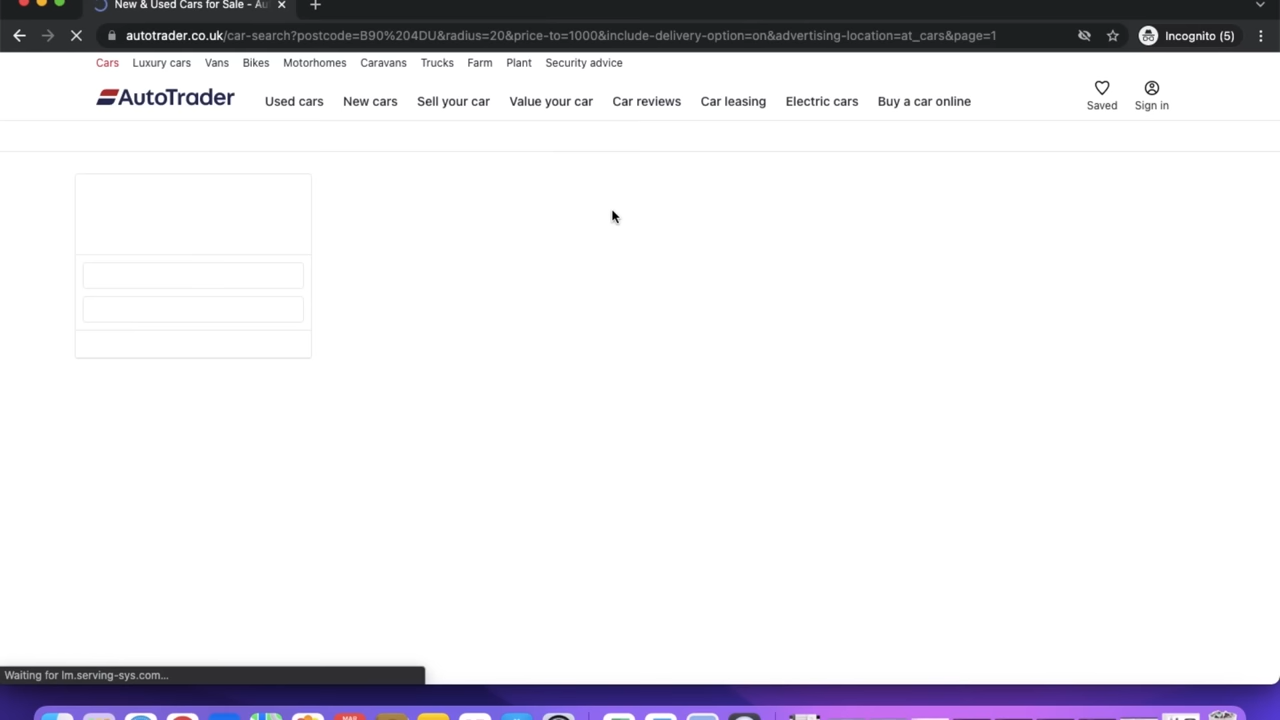 New & Used Cars for Sale - Au
autotrader.co.uk/car-search?postcode=B90%204DU&radius=20&price-to=1000&include-delivery-option=on&advertising-location=at_cars&page=1
Incognito (5)
Cars Luxury cars Vans Bikes Motorhomes Caravans Trucks Farm Plant Security advice
AutoTrader
Used cars New cars Sell your car Value your car Car reviews Car leasing Electric cars Buy a car online
Saved Sign in
Waiting for lm.serving-sys.com...
MAR